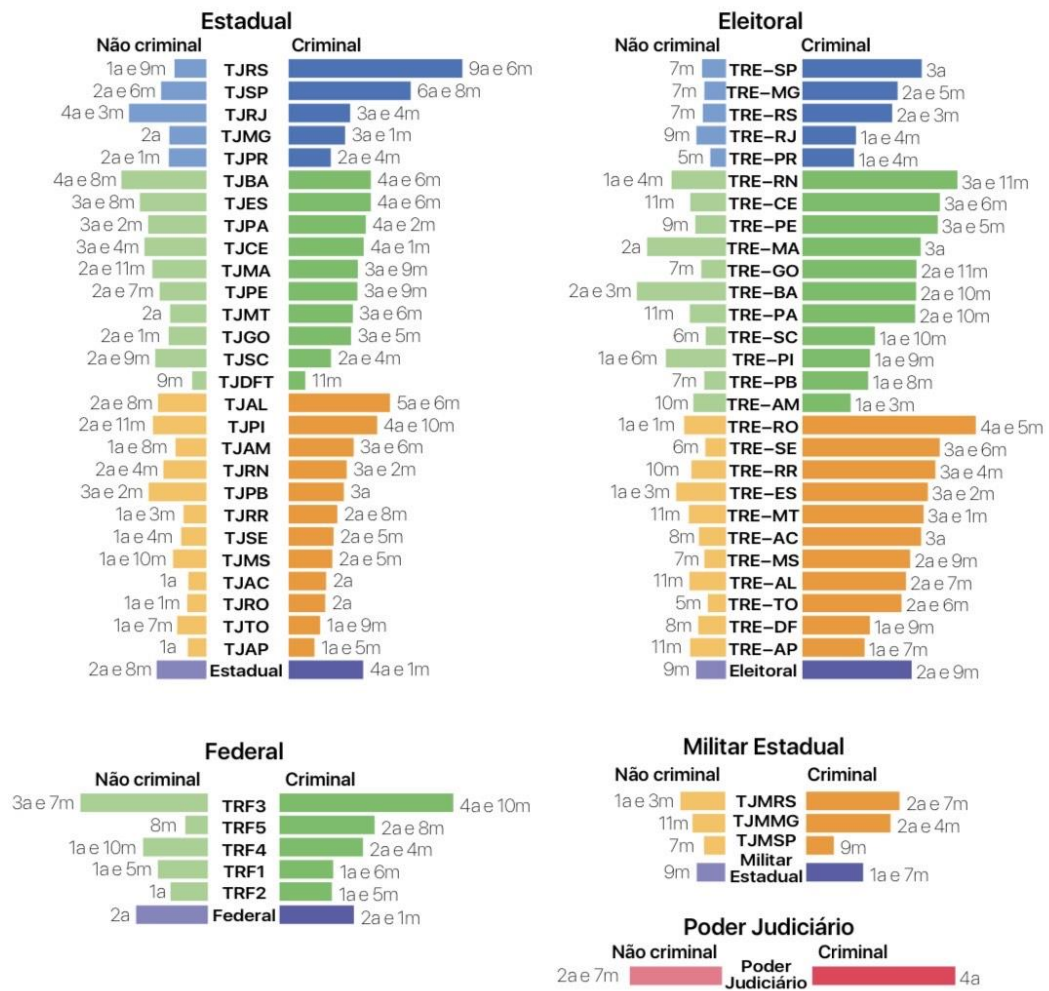 Estadual
Não criminal Criminal
1a e 9m TJRS 9a e 6m
2a e 6m TJSP 6a e 8m
4a e 3m TJRJ 3a e 4m
2a TJMG 3a e 1m
2a e 1m TJPR 2a e 4m
4a e 8m TJBA 4a e 6m
3a e 8m TJES 4a e 6m
3a e 2m TJPA 4a e 2m
3a e 4m TJCE 4a e 1m
2a e 11m TJMA 3a e 9m
2a e 7m TJPE 3a e 9m
2a TJMT 3a e 6m
2a e 1m TJGO 3a e 5m
2a e 9m TJSC 2a e 4m
9m TJDFT 11m
2a e 8m TJAL 5a e 6m
2a e 11m TJPI 4a e 10m
1a e 8m TJAM 3a e 6m
2a e 4m TJRN 3a e 2m
3a e 2m TJPB 3a
1a e 3m TJRR 2a e 8m
1a e 4m TJSE 2a e 5m
1a e 10m TJMS 2a e 5m
1a TJAC 2a
1a e 1m TJRO 2a
1a e 7m TJTO 1a e 9m
1a TJAP 1a e 5m
2a e 8m Estadual 4a e 1m
Eleitoral
Não criminal Criminal
7m TRE–SP 3a
7m TRE–MG 2a e 5m
7m TRE–RS 2a e 3m
9m TRE–RJ 1a e 4m
5m TRE–PR 1a e 4m
1a e 4m TRE–RN 3a e 11m
11m TRE–CE 3a e 6m
9m TRE–PE 3a e 5m
2a TRE–MA 3a
7m TRE–GO 2a e 11m
2a e 3m TRE–BA 2a e 10m
11m TRE–PA 2a e 10m
6m TRE–SC 1a e 10m
1a e 6m TRE–PI 1a e 9m
7m TRE–PB 1a e 8m
10m TRE–AM 1a e 3m
1a e 1m TRE–RO 4a e 5m
6m TRE–SE 3a e 6m
10m TRE–RR 3a e 4m
1a e 3m TRE–ES 3a e 2m
11m TRE–MT 3a e 1m
8m TRE–AC 3a
7m TRE–MS 2a e 9m
11m TRE–AL 2a e 7m
5m TRE–TO 2a e 6m
8m TRE–DF 1a e 9m
11m TRE–AP 1a e 7m
9m Eleitoral 2a e 9m
Federal
Não criminal Criminal
3a e 7m TRF3 4a e 10m
8m TRF5 2a e 8m
1a e 10m TRF4 2a e 4m
1a e 5m TRF1 1a e 6m
1a TRF2 1a e 5m
2a Federal 2a e 1m
Militar Estadual
Não criminal Criminal
1a e 3m TJMRS 2a e 7m
11m TJMMG 2a e 4m
7m TJMSP 9m
Militar
9m Estadual 1a e 7m
Poder Judiciário
Não criminal Criminal
Poder
2a e 7m Judiciário 4a